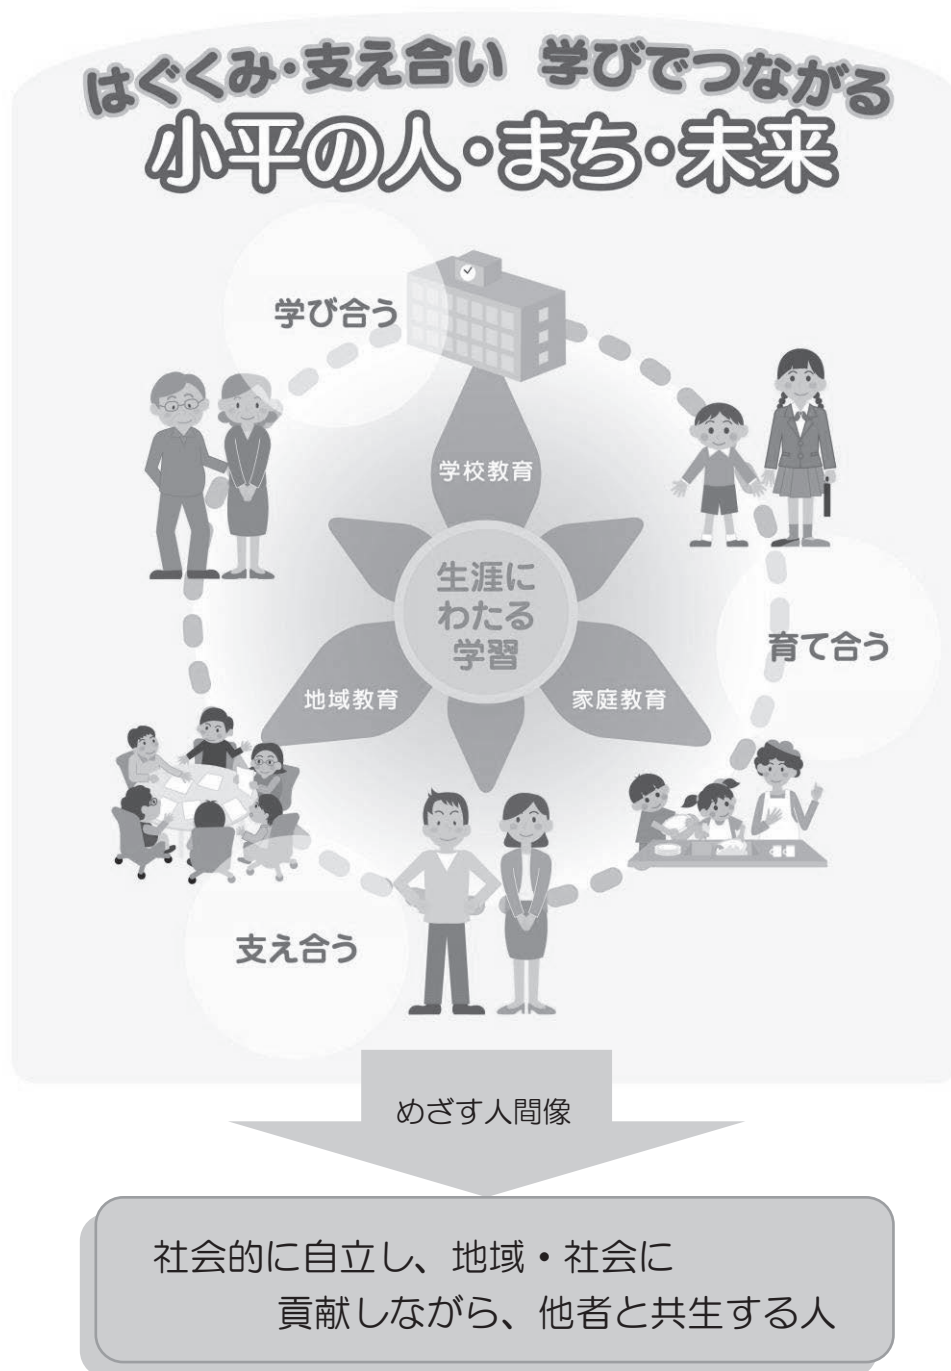 はぐくみ・支え合い 学びでつながる
小平の人・まち・未来
学び合う
学校教育
生涯に
わたる
学習
育て合う
地域教育
家庭教育
支え合う
めざす人間像
社会的に自立し、地域・社会に
貢献しながら、他者と共生する人